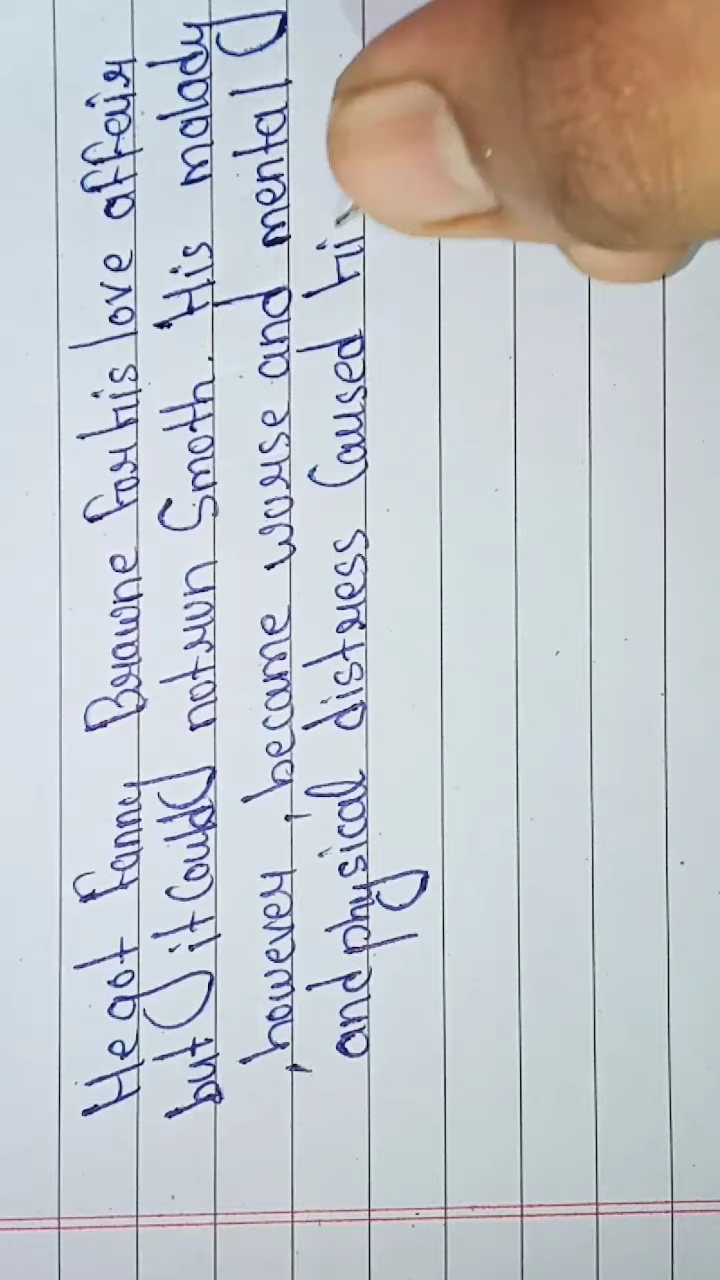 He got Fanny Brawne for his love affair
but it could not run Smoth. His malady
, however, became worse and mental
and physical distress caused hi